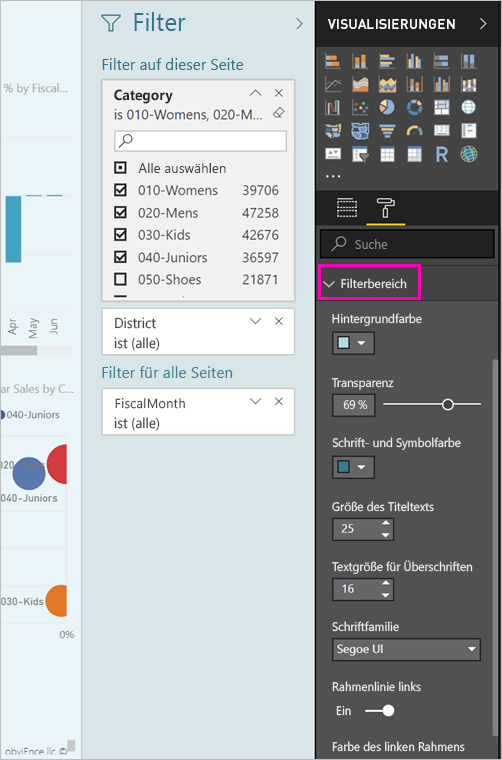 % by Fiscal...
Apr
May
Jun
ar Sales by C...
040-Juniors
040-Juniors
030-Kids
0%
obviEnce llc ©
Filter
Filter auf dieser Seite
Category
is 010-Womens, 020-M...
Alle auswählen
010-Womens 39706
020-Mens 47258
030-Kids 42676
040-Juniors 36597
050-Shoes 21871
District
ist (alle)
Filter für alle Seiten
FiscalMonth
ist (alle)
VISUALISIERUNGEN
R
...
Suche
Filterbereich
Hintergrundfarbe
Transparenz
69 %
Schrift- und Symbolfarbe
Größe des Titeltexts
25
Textgröße für Überschriften
16
Schriftfamilie
Segoe UI
Rahmenlinie links
Ein
Farbe des linken Rahmens